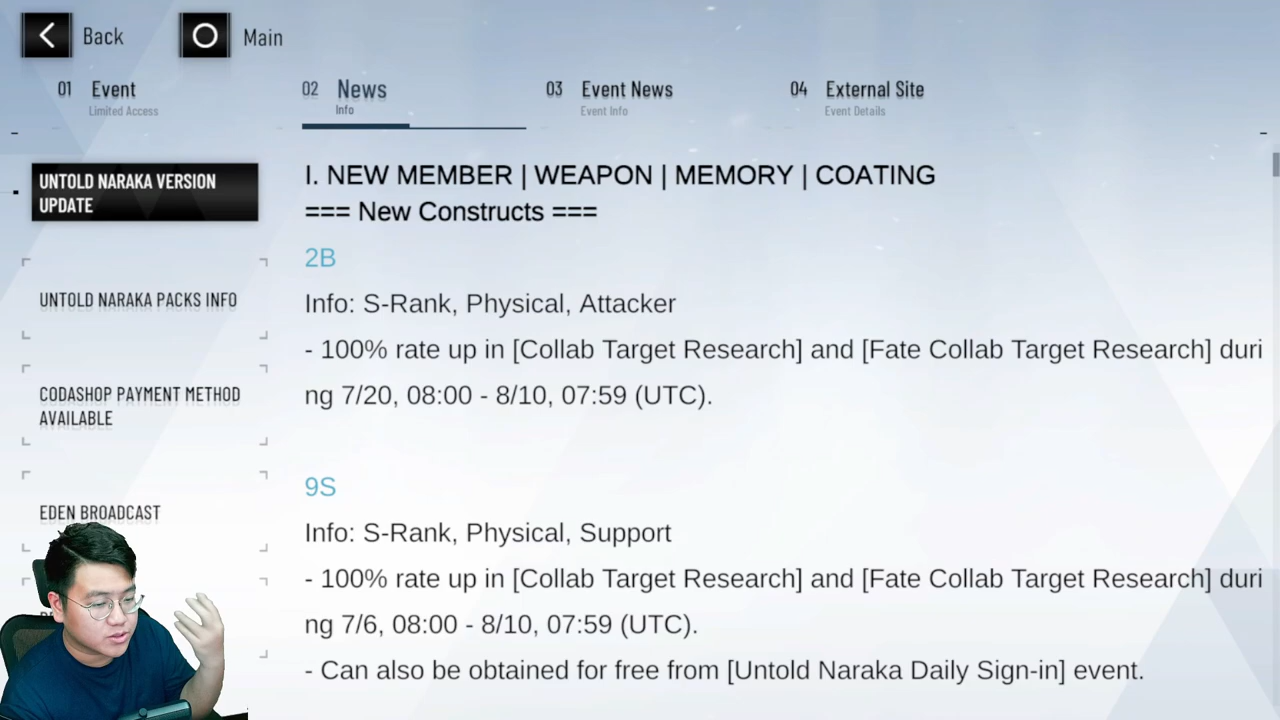 Back
Main
01 Event
Limited Access
02 News
Info
03 Event News
Event Info
04 External Site
Event Details
UNTOLD NARAKA VERSION
UPDATE
UNTOLD NARAKA PACKS INFO
CODASHOP PAYMENT METHOD
AVAILABLE
EDEN BROADCAST
I. NEW MEMBER | WEAPON | MEMORY | COATING
=== New Constructs ===
2B
Info: S-Rank, Physical, Attacker
- 100% rate up in [Collab Target Research] and [Fate Collab Target Research] duri
ng 7/20, 08:00 - 8/10, 07:59 (UTC).
9S
Info: S-Rank, Physical, Support
- 100% rate up in [Collab Target Research] and [Fate Collab Target Research] duri
ng 7/6, 08:00 - 8/10, 07:59 (UTC).
- Can also be obtained for free from [Untold Naraka Daily Sign-in] event.